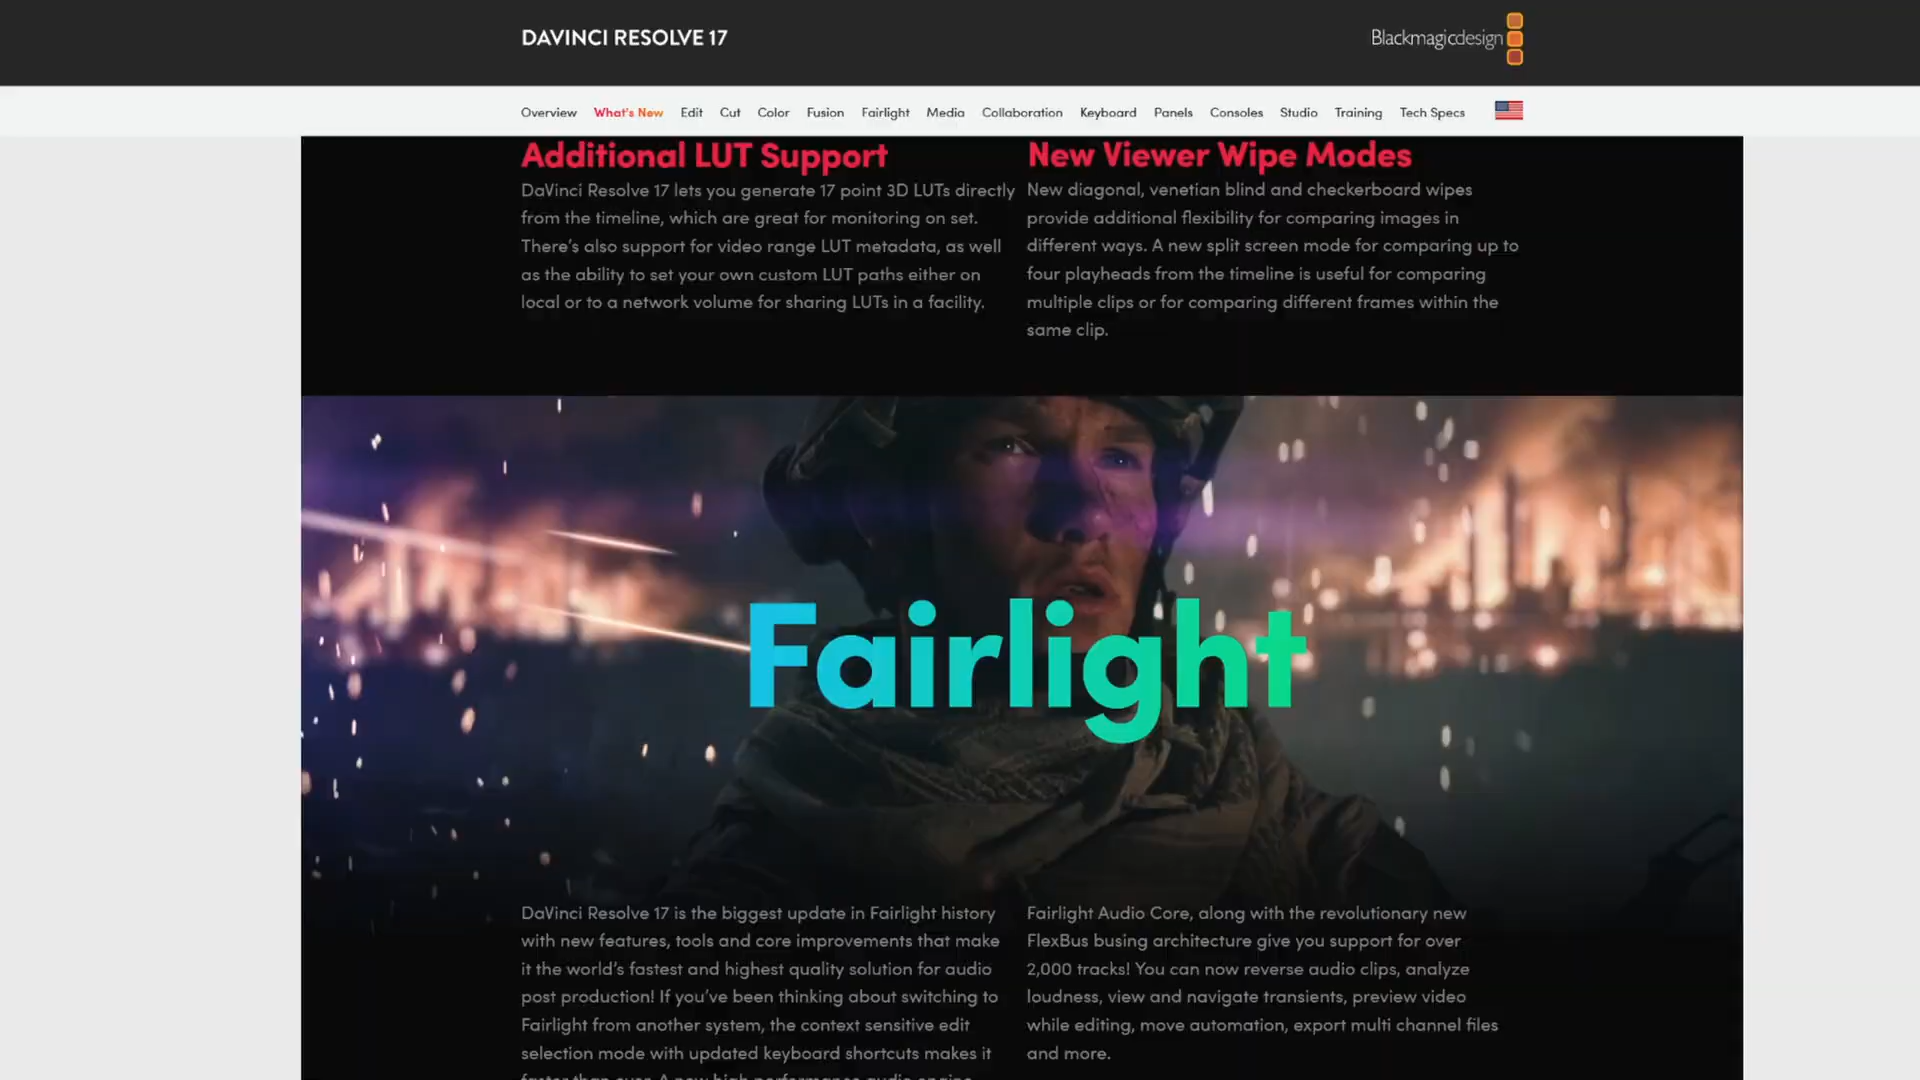 DAVINCI RESOLVE 17
Blackmagicdesign
Overview What's New Edit Cut Color Fusion Fairlight Media Collaboration Keyboard Panels Consoles Studio Training Tech Specs
Additional LUT Support
DaVinci Resolve 17 lets you generate 17 point 3D LUTs directly
from the timeline, which are great for monitoring on set.
There's also support for video range LUT metadata, as well
as the ability to set your own custom LUT paths either on
local or to a network volume for sharing LUTs in a facility.
New Viewer Wipe Modes
New diagonal, venetian blind and checkerboard wipes
provide additional flexibility for comparing images in
different ways. A new split screen mode for comparing up to
four playheads from the timeline is useful for comparing
multiple clips or for comparing different frames within the
same clip.
Fairlight
DaVinci Resolve 17 is the biggest update in Fairlight history
with new features, tools and core improvements that make
it the world's fastest and highest quality solution for audio
post production! If you've been thinking about switching to
Fairlight from another system, the context sensitive edit
selection mode with updated keyboard shortcuts makes it
faster than ever. A new high performance audio engine
Fairlight Audio Core, along with the revolutionary new
FlexBus busing architecture give you support for over
2,000 tracks! You can now reverse audio clips, analyze
loudness, view and navigate transients, preview video
while editing, move automation, export multi channel files
and more.